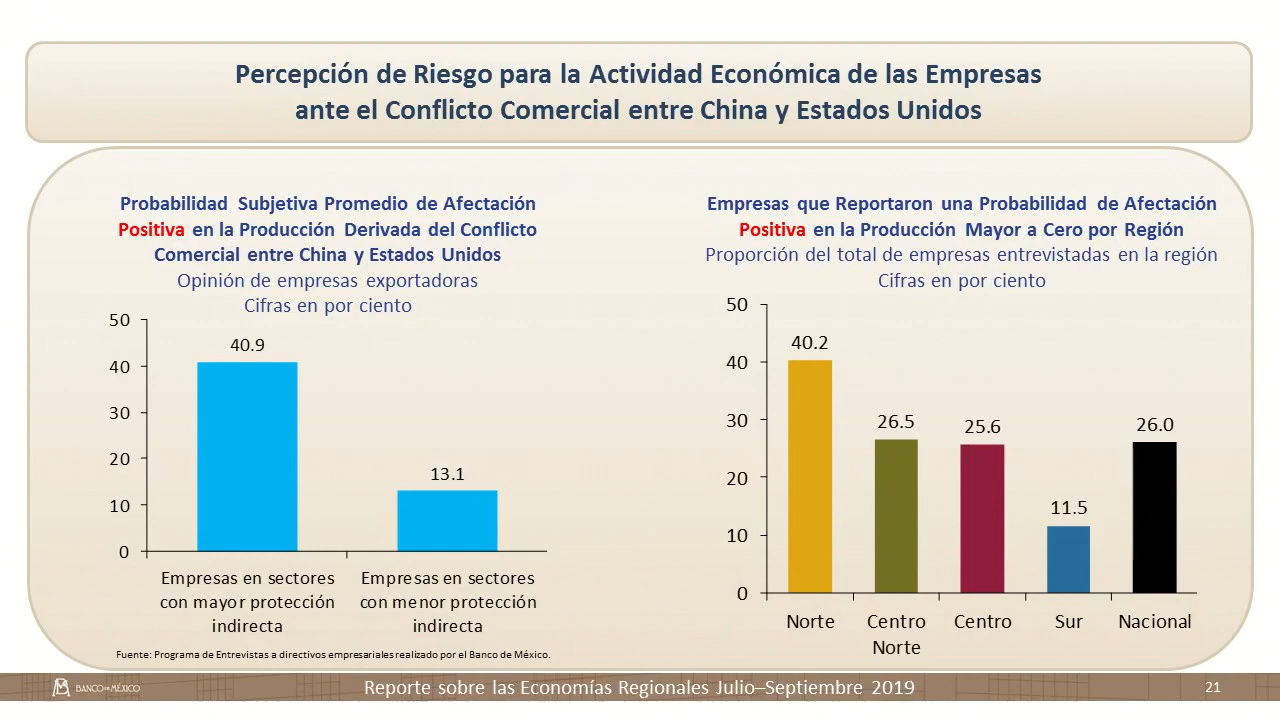 Percepción de Riesgo para la Actividad Económica de las Empresas
ante el Conflicto Comercial entre China y Estados Unidos
Probabilidad Subjetiva Promedio de Afectación
Positiva en la Producción Derivada del Conflicto
Comercial entre China y Estados Unidos
Opinión de empresas exportadoras
Cifras en por ciento
50
40
30
20
10
0
40.9
13.1
Empresas en sectores
con mayor protección
indirecta
Empresas en sectores
con menor protección
indirecta
Fuente: Programa de Entrevistas a directivos empresariales realizado por el Banco de México.
Empresas que Reportaron una Probabilidad de Afectación
Positiva en la Producción Mayor a Cero por Región
Proporción del total de empresas entrevistadas en la región
Cifras en por ciento
50
40
30
20
10
0
40.2
26.5
25.6
11.5
26.0
Norte
Centro
Norte
Centro
Sur
Nacional
BANCO DE MÉXICO
Reporte sobre las Economías Regionales Julio–Septiembre 2019
21